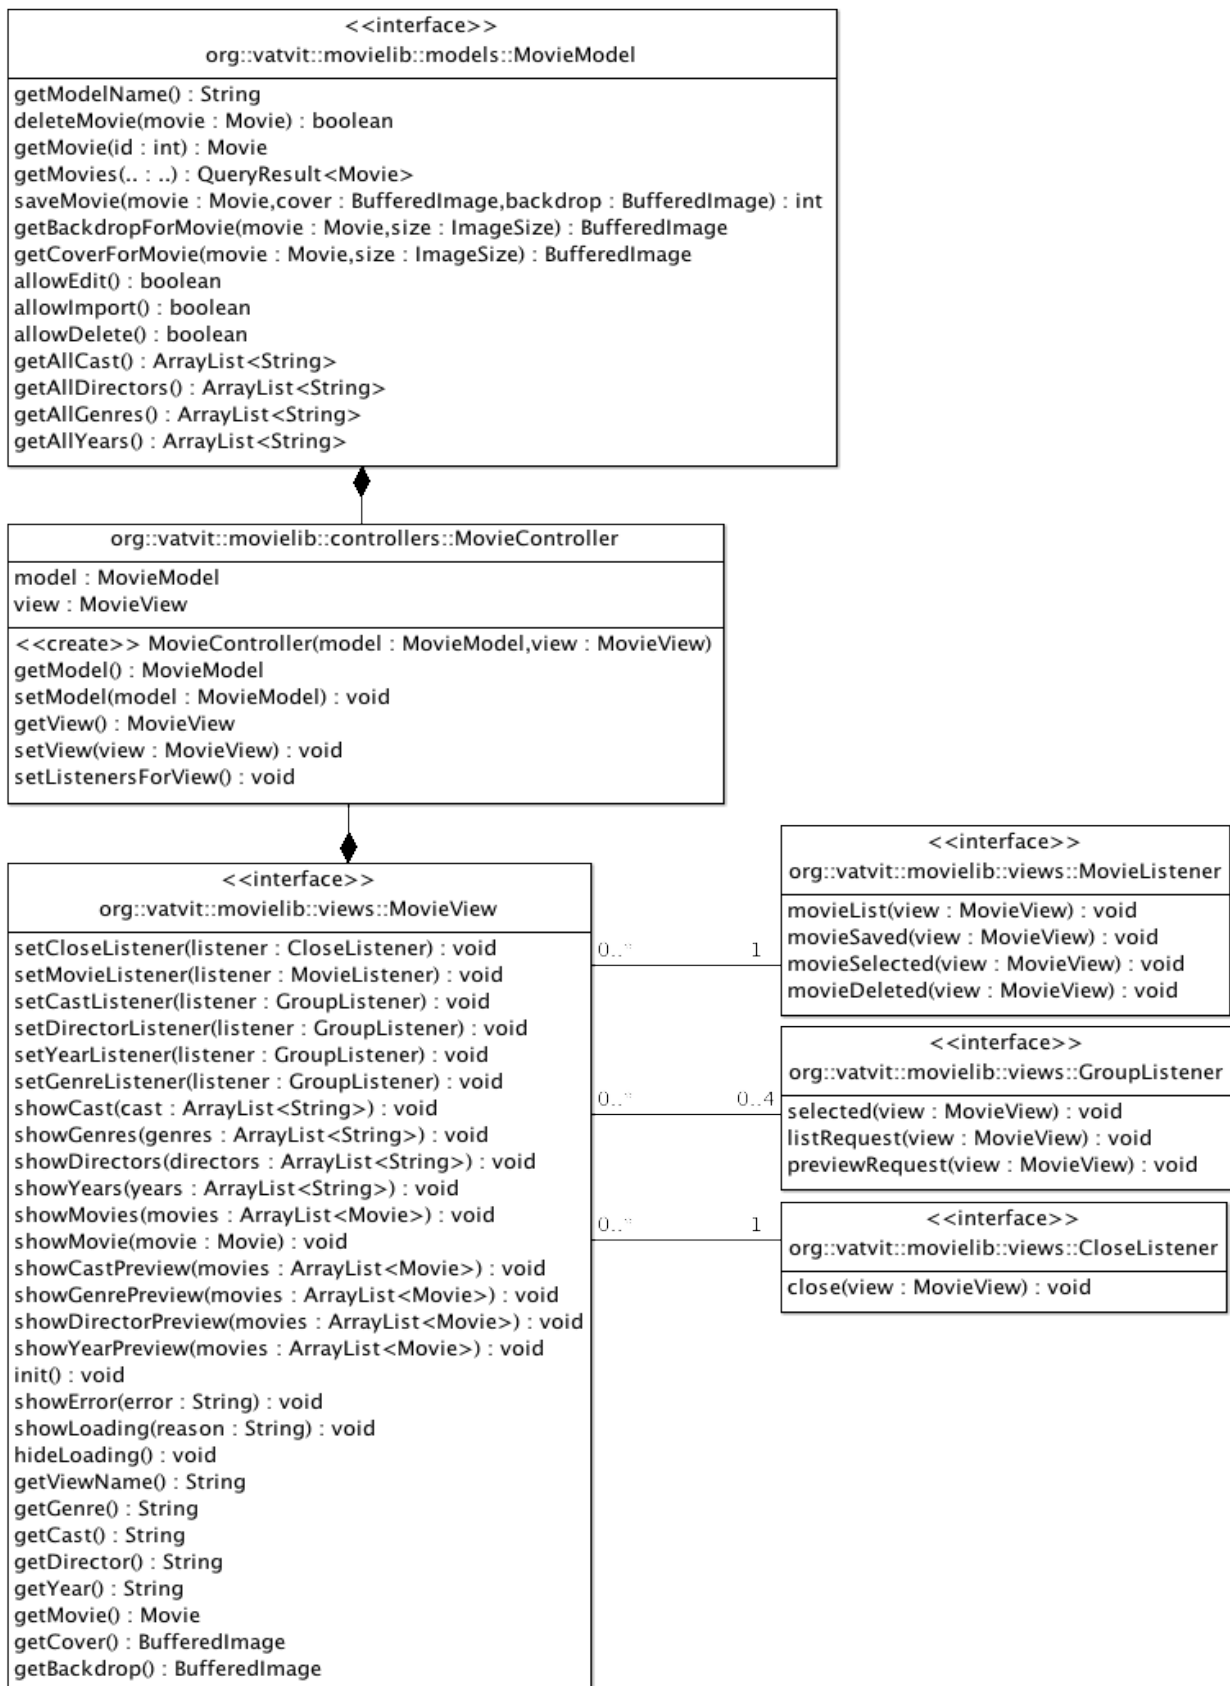 <<interface>>
org::vatvit::movielib::models::MovieModel
getModelName() : String
deleteMovie(movie : Movie) : boolean
getMovie(id : int) : Movie
getMovies(.. : ..) : QueryResult<Movie>
saveMovie(movie : Movie,cover : BufferedImage,backdrop : BufferedImage) : int
getBackdropForMovie(movie : Movie,size : ImageSize) : BufferedImage
getCoverForMovie(movie : Movie,size : ImageSize) : BufferedImage
allowEdit() : boolean
allowImport() : boolean
allowDelete() : boolean
getAllCast() : ArrayList<String>
getAllDirectors() : ArrayList<String>
getAllGenres() : ArrayList<String>
getAllYears() : ArrayList<String>
org::vatvit::movielib::controllers::MovieController
model : MovieModel
view : MovieView
<<create>> MovieController(model : MovieModel,view : MovieView)
getModel() : MovieModel
setModel(model : MovieModel) : void
getView() : MovieView
setView(view : MovieView) : void
setListenersForView() : void
<<interface>>
org::vatvit::movielib::views::MovieView
setCloseListener(listener : CloseListener) : void
setMovieListener(listener : MovieListener) : void
setCastListener(listener : GroupListener) : void
setDirectorListener(listener : GroupListener) : void
setYearListener(listener : GroupListener) : void
setGenreListener(listener : GroupListener) : void
showCast(cast : ArrayList<String>) : void
showGenres(genres : ArrayList<String>) : void
showDirectors(directors : ArrayList<String>) : void
showYears(years : ArrayList<String>) : void
showMovies(movies : ArrayList<Movie>) : void
showMovie(movie : Movie) : void
showCastPreview(movies : ArrayList<Movie>) : void
showGenrePreview(movies : ArrayList<Movie>) : void
showDirectorPreview(movies : ArrayList<Movie>) : void
showYearPreview(movies : ArrayList<Movie>) : void
init() : void
showError(error : String) : void
showLoading(reason : String) : void
hideLoading() : void
getViewName() : String
getGenre() : String
getCast() : String
getDirector() : String
getYear() : String
getMovie() : Movie
getCover() : BufferedImage
getBackdrop() : BufferedImage
0..* 1
<<interface>>
org::vatvit::movielib::views::MovieListener
movieList(view : MovieView) : void
movieSaved(view : MovieView) : void
movieSelected(view : MovieView) : void
movieDeleted(view : MovieView) : void
0..* 0..4
<<interface>>
org::vatvit::movielib::views::GroupListener
selected(view : MovieView) : void
listRequest(view : MovieView) : void
previewRequest(view : MovieView) : void
0..* 1
<<interface>>
org::vatvit::movielib::views::CloseListener
close(view : MovieView) : void